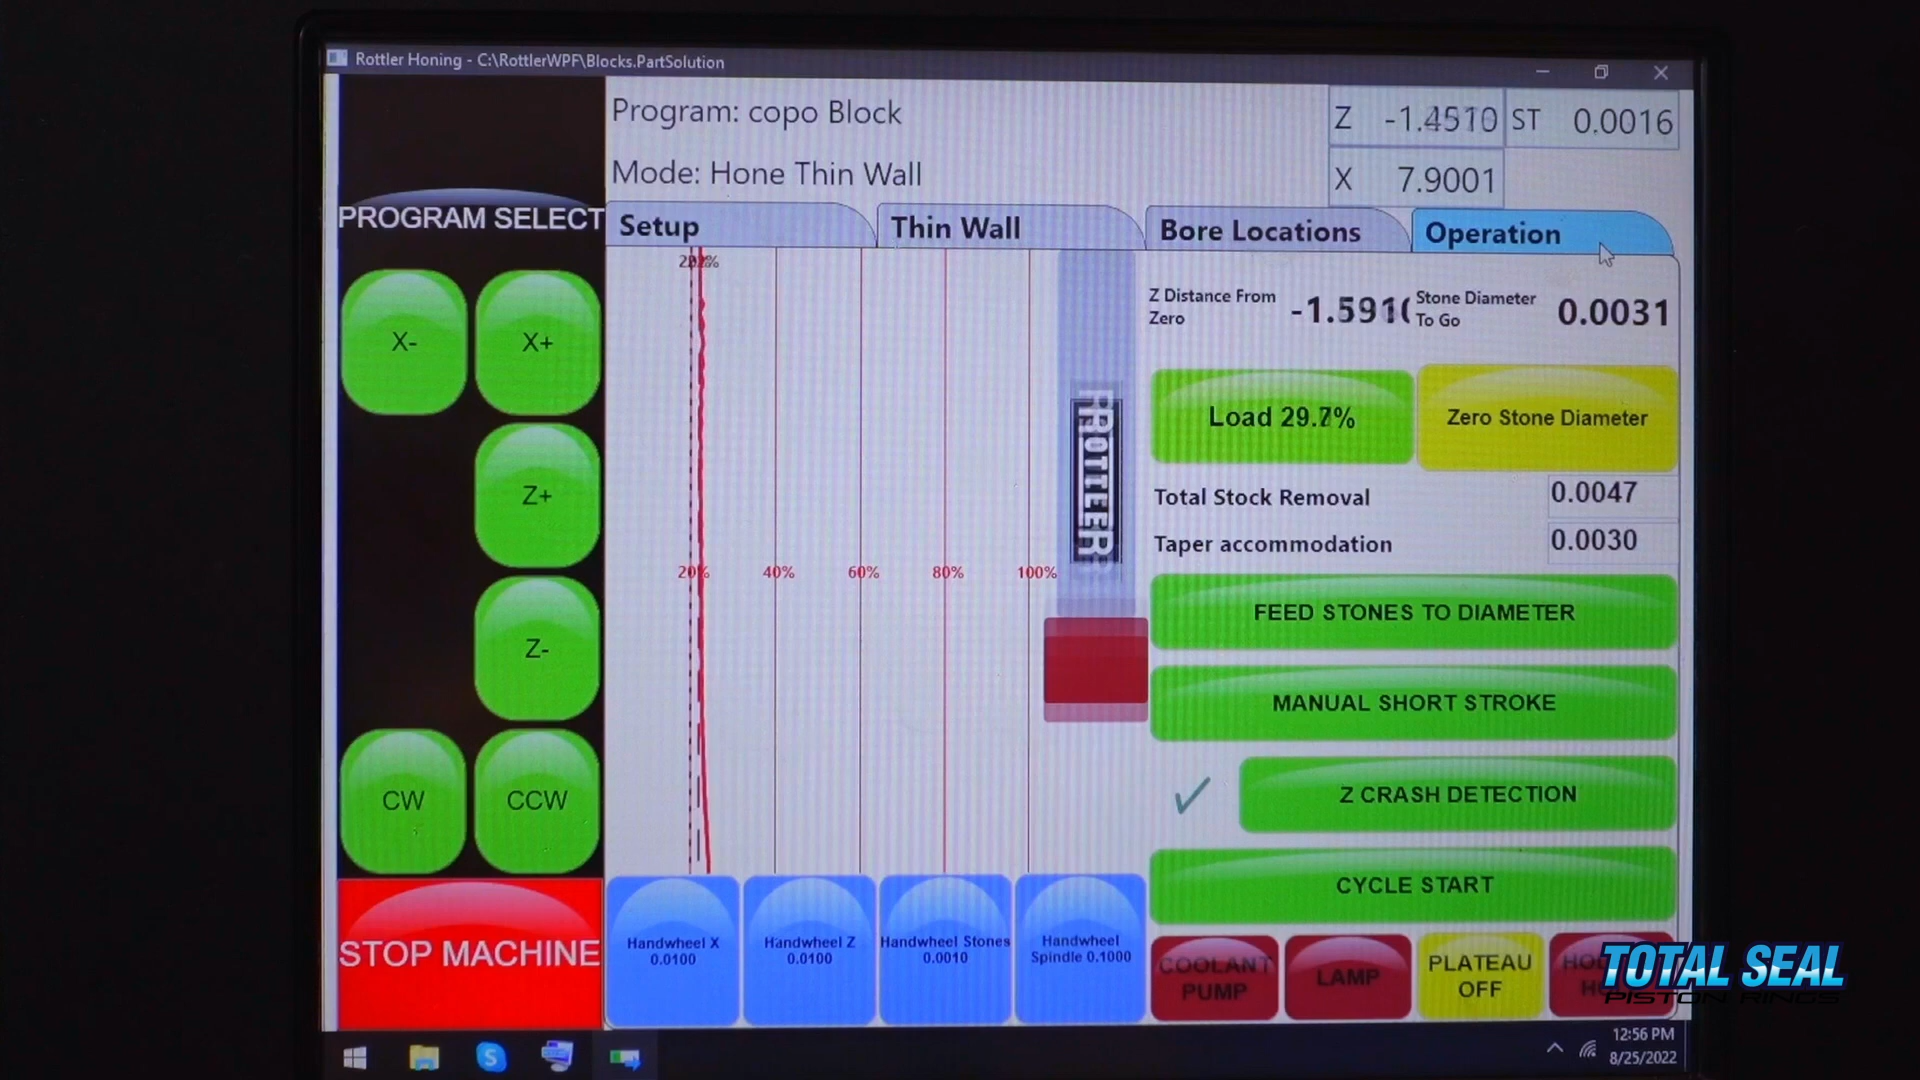 Rottler Honing - C:\RottlerWPF\Blocks.PartSolution
Program: copo Block
Mode: Hone Thin Wall
Z ST 0.0016
X 7.9001
PROGRAM SELECT
Setup
Thin Wall
Bore Locations
Operation
X-
X+
Z+
Z-
CW
CCW
STOP MACHINE
20%
40%
60%
80%
100%
ROTTLER
Z Distance From
Zero
Stone Diameter
To Go
0.0031
Load
Zero Stone Diameter
Total Stock Removal
0.0047
Taper accommodation
0.0030
FEED STONES TO DIAMETER
MANUAL SHORT STROKE
Z CRASH DETECTION
CYCLE START
Handwheel X
0.0100
Handwheel Z
0.0100
Handwheel Stones
0.0010
Handwheel
Spindle 0.1000
COOLANT
PUMP
LAMP
PLATEAU
OFF
TOTAL SEAL
PISTON RINGS
12:56 PM
8/25/2022